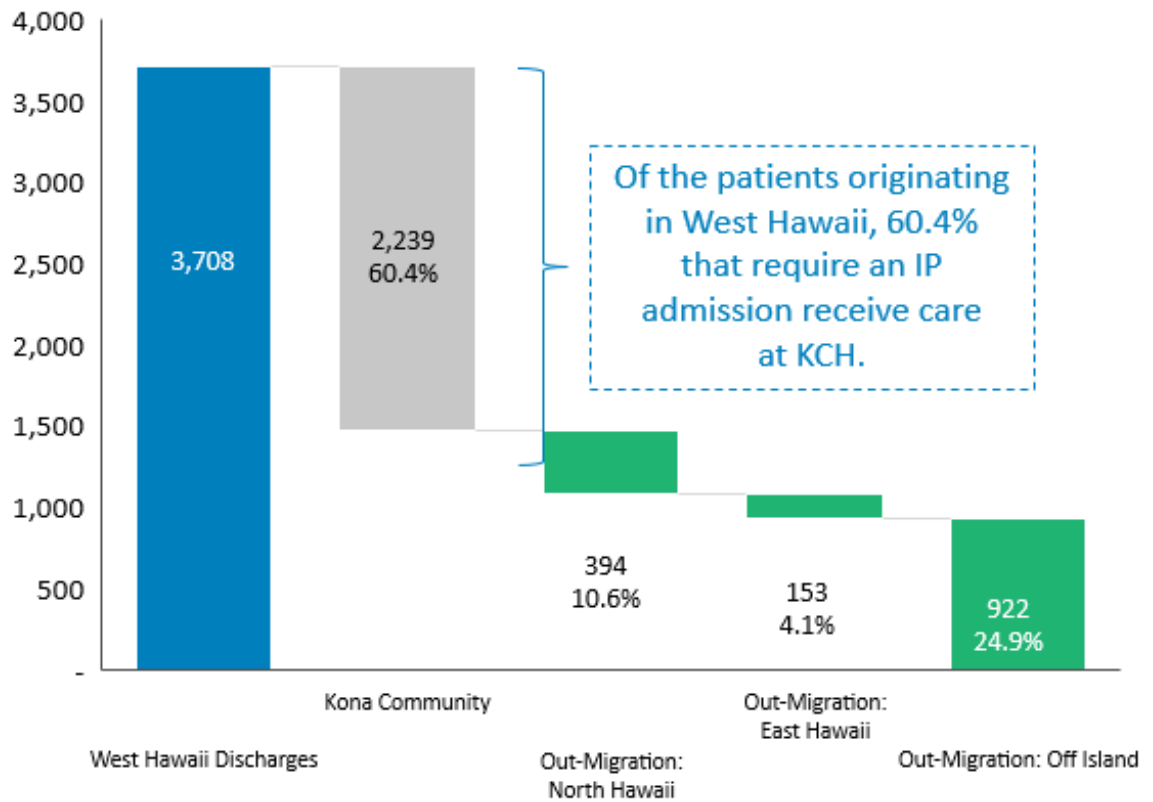 4,000
3,500
3,000
2,500
2,000
1,500
1,000
500
-
3,708
2,239
60.4%
Of the patients originating
in West Hawaii, 60.4%
that require an IP
admission receive care
at KCH.
394
10.6%
153
4.1%
922
24.9%
Kona Community
Out-Migration:
East Hawaii
West Hawaii Discharges
Out-Migration:
North Hawaii
Out-Migration: Off Island